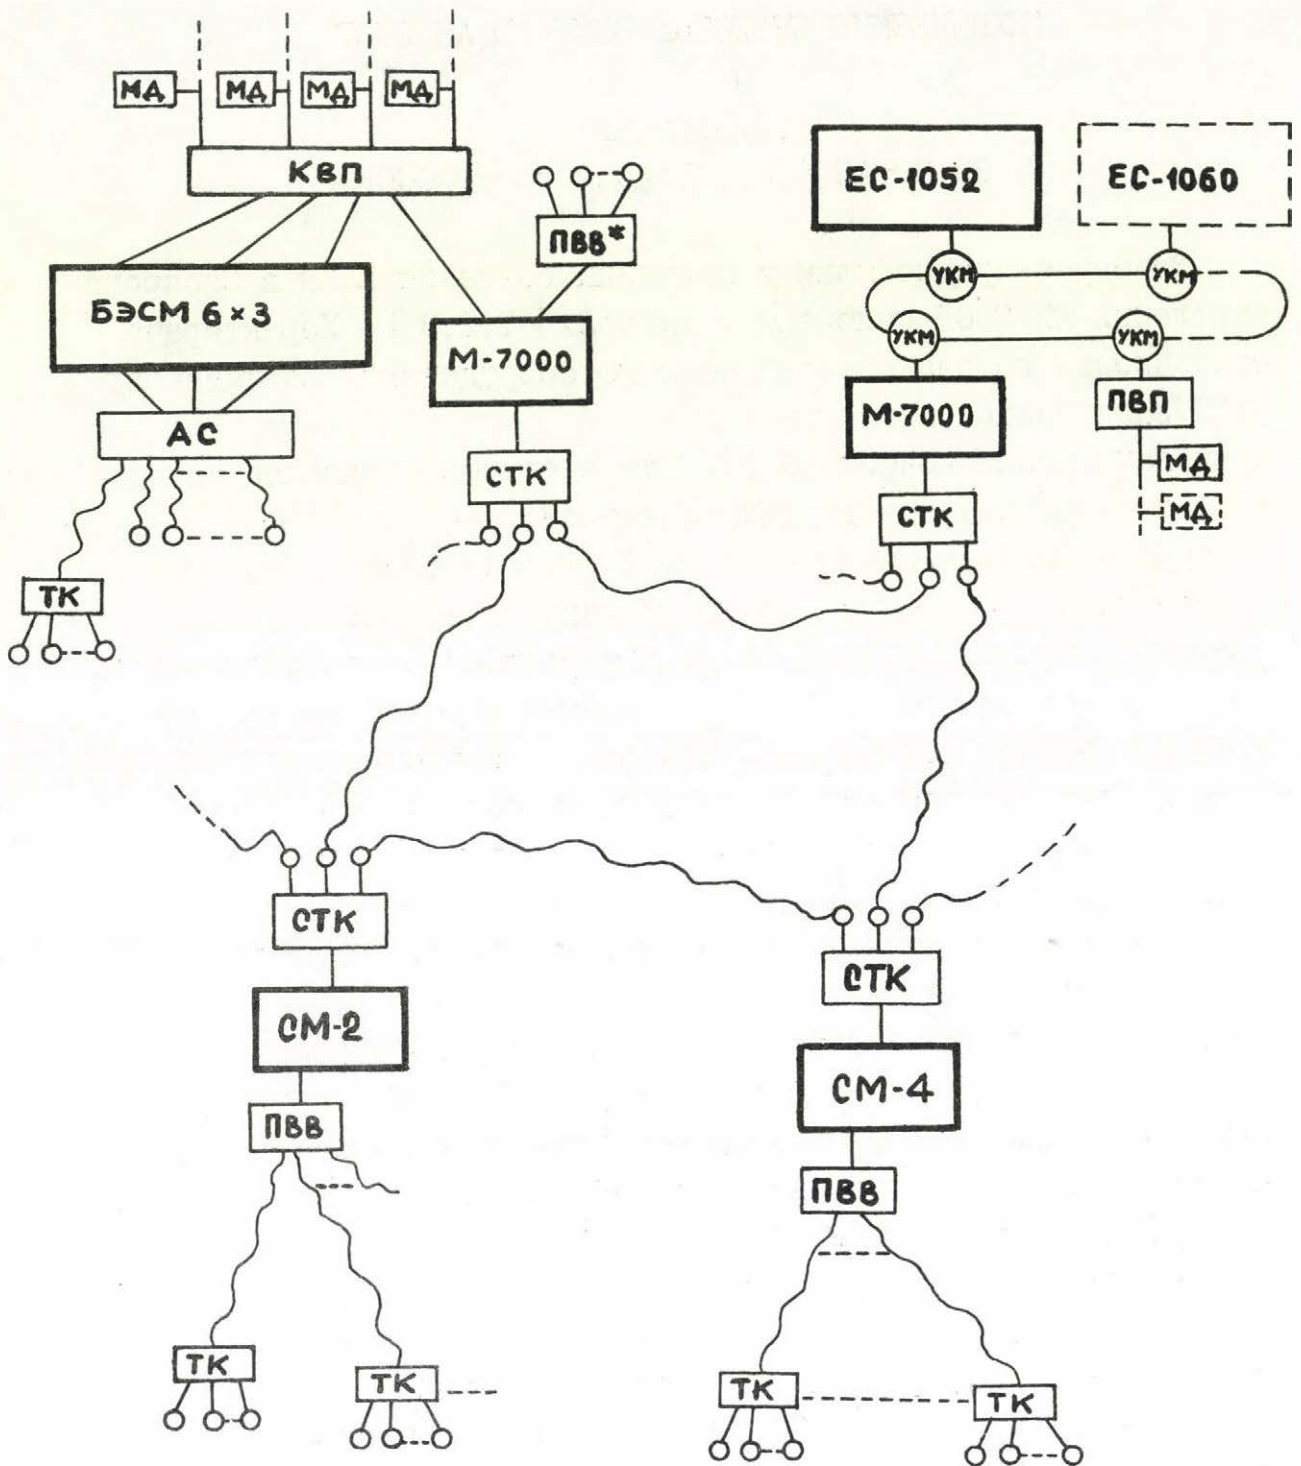 МД МД МД МД
КВП
ПВВ*
ЕС-1052
ЕС-1060
УКМ УКМ
БЭСМ 6×3
М-7000
УКМ УКМ
М-7000
ПВП
АС
СТК
МД
СТК
МД
ТК
СТК
СТК
СМ-2
СМ-4
ПВВ
ПВВ
ТК
ТК
ТК
ТК